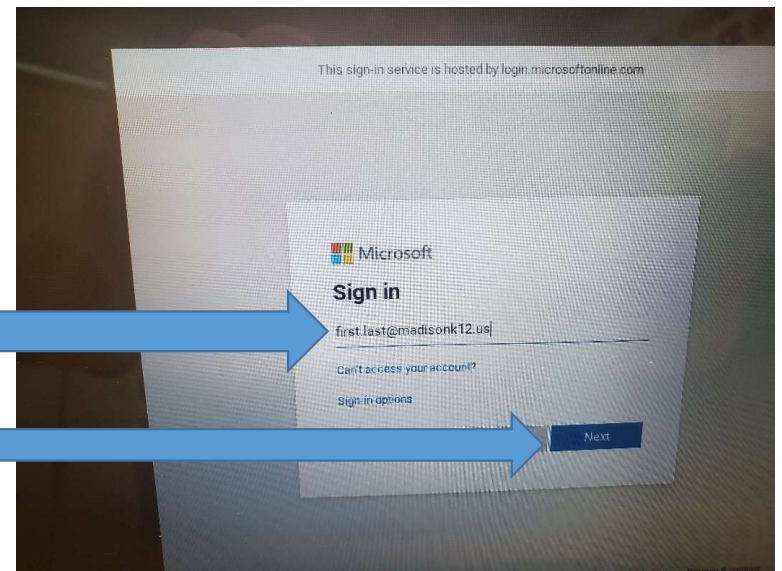 This sign-in service is hosted by login.microsoftonline.com
Microsoft
Sign in
first.last@madisonk12.us
Can't access your account?
Sign-in options
Next